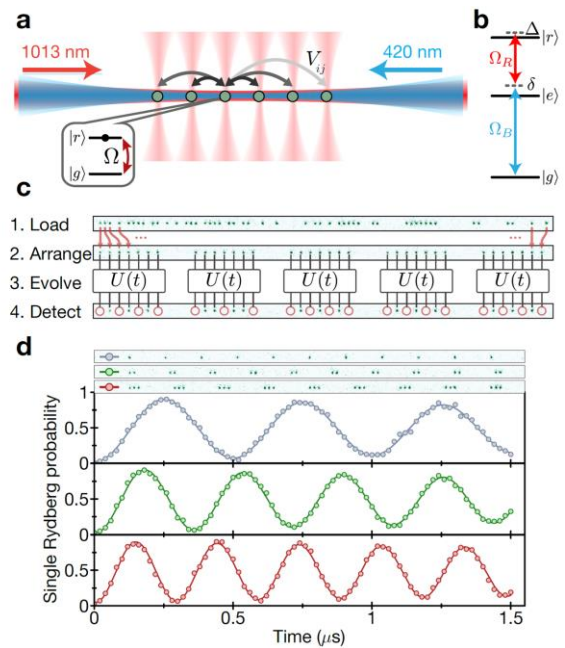 a
1013 nm
V_ij
420 nm
|r⟩
|g⟩
Ω
b
Δ
|r⟩
Ω_R
δ
|e⟩
Ω_B
|g⟩
c
1. Load
... ...
2. Arrange
3. Evolve U(t) U(t) U(t) U(t) U(t)
4. Detect
d
Single Rydberg probability
1
0.5
0
0.5
0
0.5
0
0 0.5 1 1.5
Time (μs)